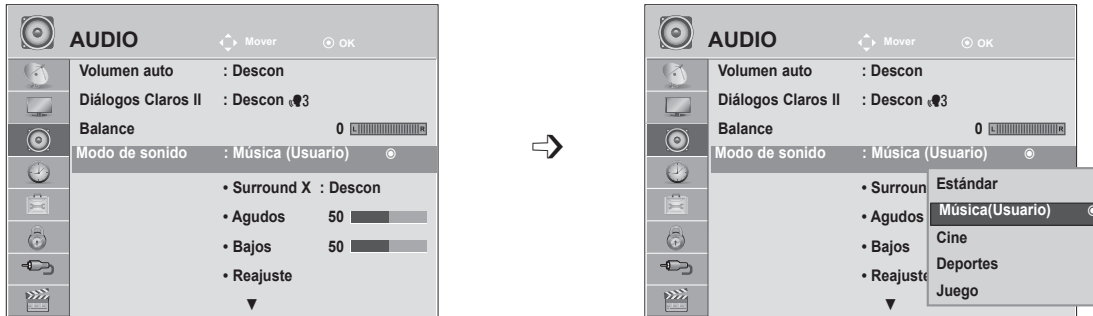 AUDIO Mover OK
Volumen auto : Descon
Diálogos Claros II : Descon 3
Balance 0 L R
Modo de sonido : Música (Usuario)
• Surround X : Descon
• Agudos 50
• Bajos 50
• Reajuste
▼
AUDIO Mover OK
Volumen auto : Descon
Diálogos Claros II : Descon 3
Balance 0 L R
Modo de sonido : Música (Usuario)
• Surroun
• Agudos
• Bajos
• Reajuste
▼
Estándar
Música(Usuario)
Cine
Deportes
Juego